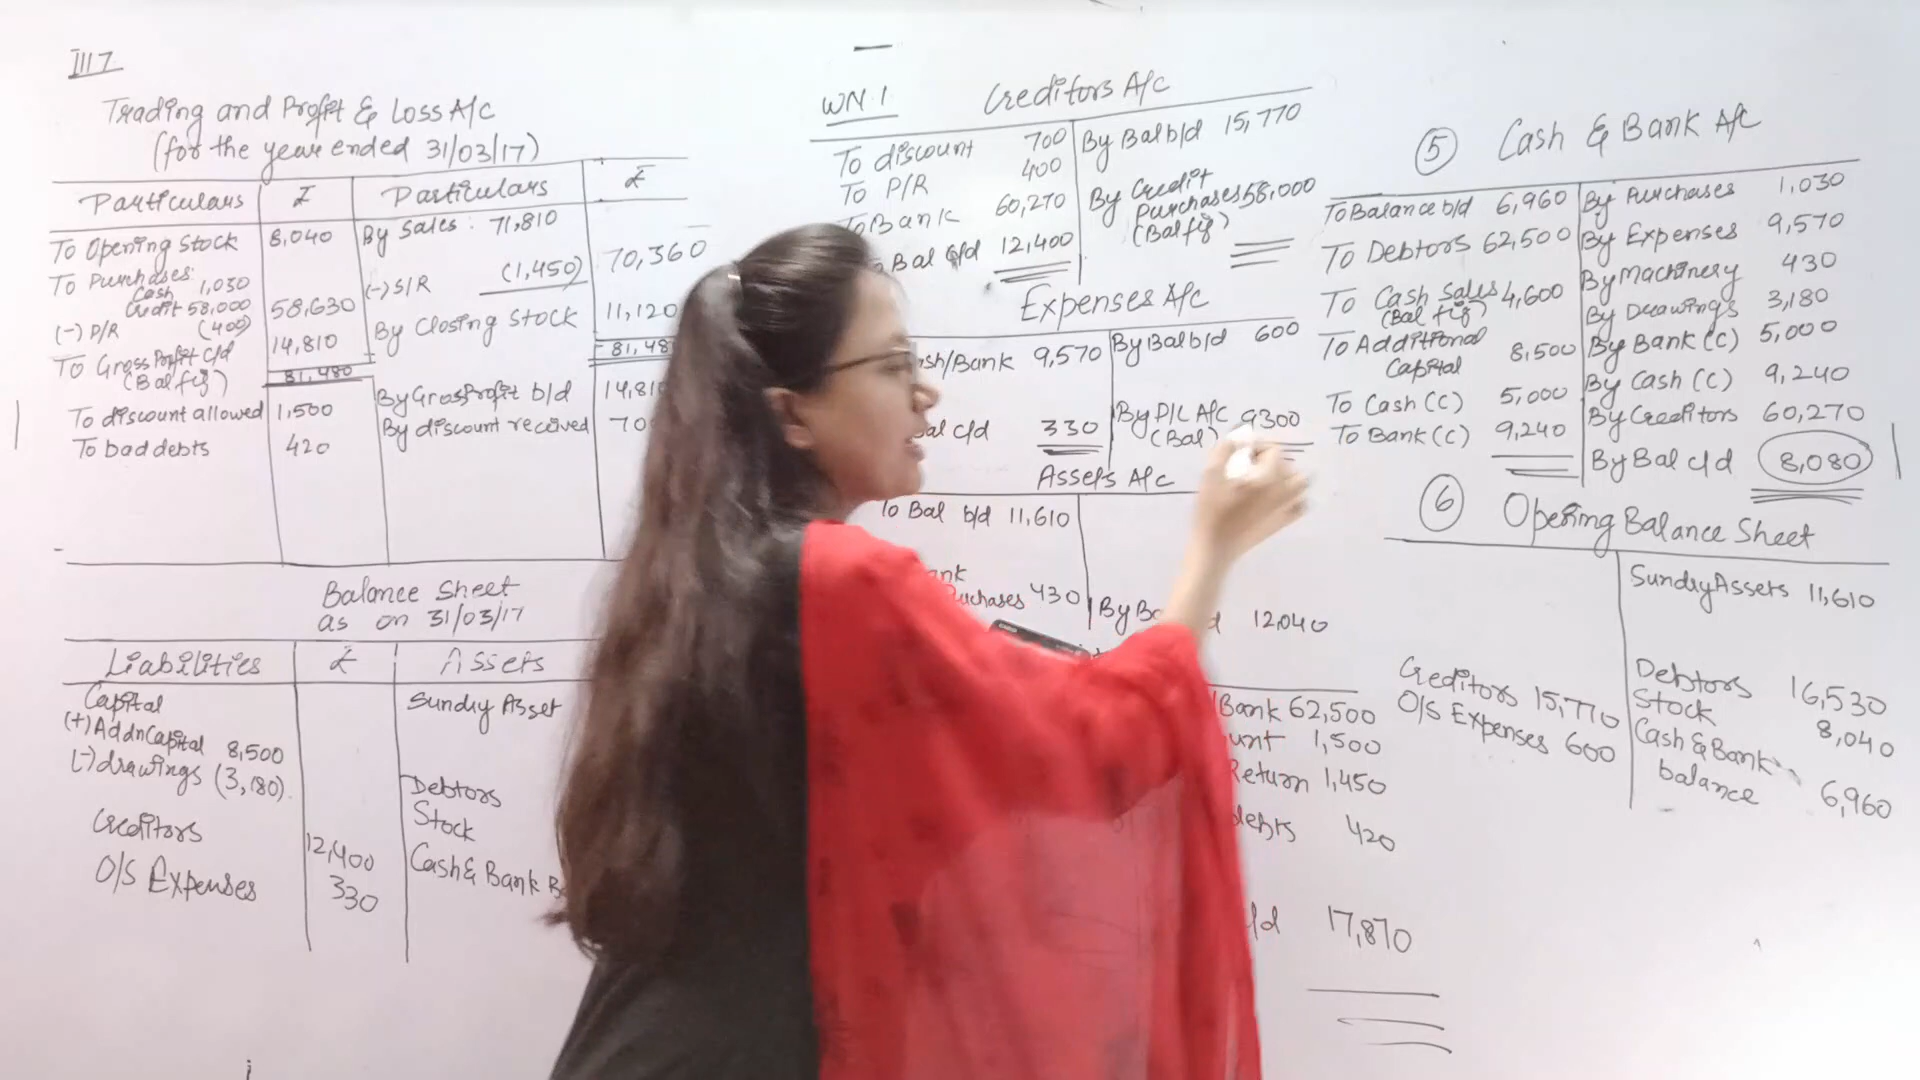 III 7
Trading and Profit & Loss A/c
(for the year ended 31/03/17)
Particulars ₹ Particulars ₹
To Opening Stock 8,040 By Sales: 71,810
To Purchases:
Cash 1,030
Credit 58,000 58,630
(-) S/R (1,450) 70,360
(-) P/R (400)
By Closing Stock 11,120
To Gross Profit c/d 14,810
(Bal fig)
81,480
To discount allowed 1,500 By Gross Profit b/d
To bad debts 420 By discount received
Balance Sheet
as on 31/03/17
Liabilities ₹ Assets
Capital Sundry Asset
(+) Addn Capital 8,500
(-) drawings (3,180)
Debtors
Creditors 12,400 Stock
O/S Expenses 330 Cash & Bank
WN.1 Creditors A/c
To discount 700 By Bal b/d 15,770
To P/R 400
To Bank 60,270 By Credit Purchases 58,000
(Bal fig)
Bal c/d 12,400
Expenses A/c
/Bank 9,570 By Bal b/d 600
c/d 330 By P/L A/c 9300
(Bal)
Assets A/c
To Bal b/d 11,610
430 12,040
Bank 62,500
1,500
Return 1,450
debts 420
17,870
5 Cash & Bank A/c
To Balance b/d 6,960 By Purchases 1,030
To Debtors 62,500 By Expenses 9,570
To Cash Sales 4,600 By Machinery 430
(Bal fig) By Drawings 3,180
To Additional Capital 8,500 By Bank (C) 5,000
To Cash (C) 5,000 By Cash (C) 9,240
To Bank (C) 9,240 By Creditors 60,270
By Bal c/d 8,080
6 Opening Balance Sheet
Sundry Assets 11,610
Creditors 15,770 Debtors 16,530
O/S Expenses 600 Stock 8,040
Cash & Bank
balance 6,960